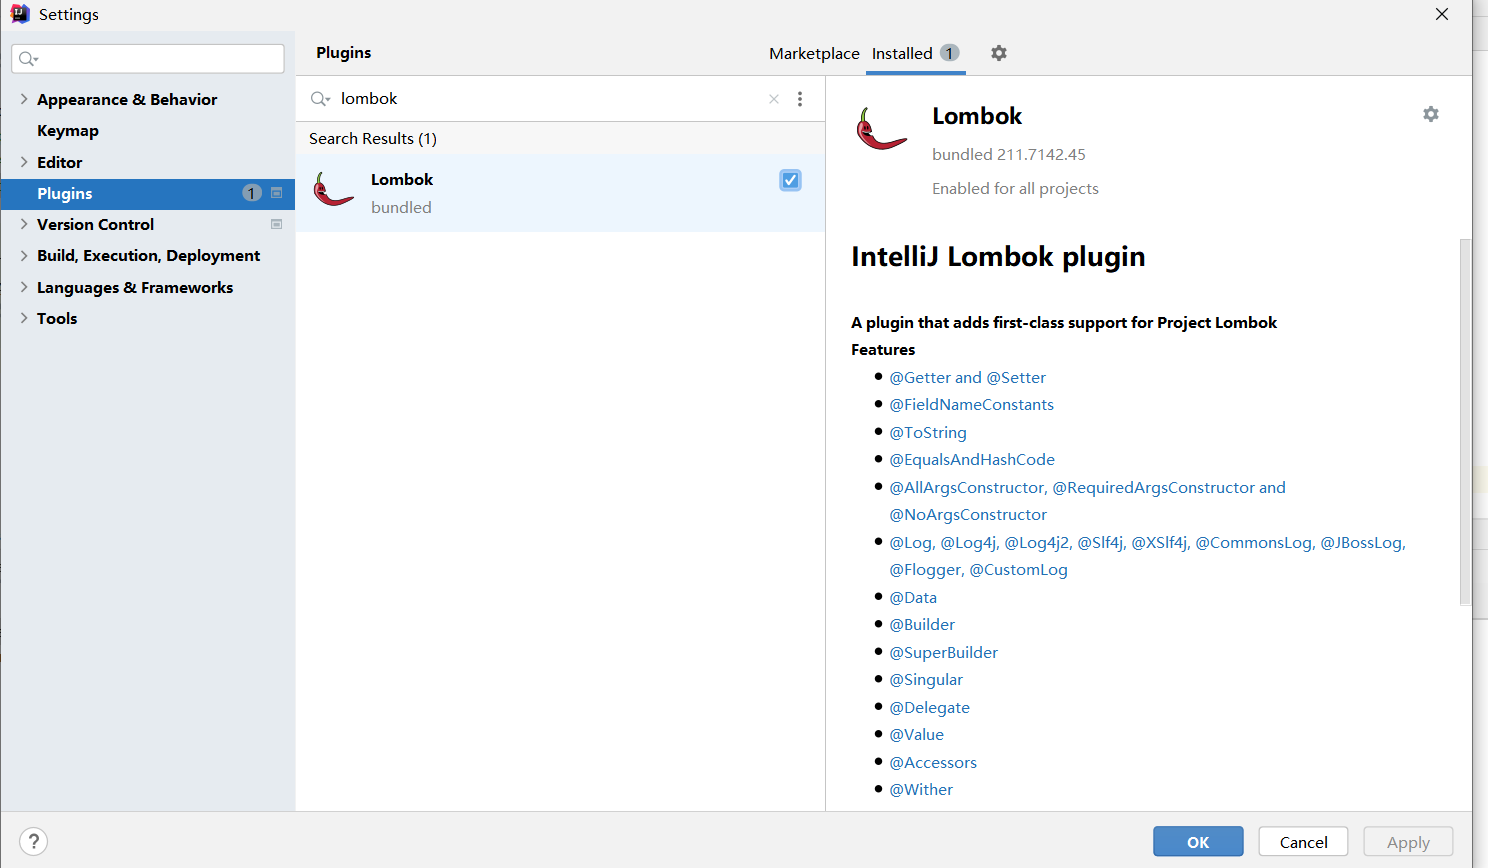 Settings
Plugins
Marketplace Installed 1
Appearance & Behavior
Keymap
Editor
Plugins 1
Version Control
Build, Execution, Deployment
Languages & Frameworks
Tools
lombok
Search Results (1)
Lombok
bundled
Lombok
bundled 211.7142.45
Enabled for all projects
IntelliJ Lombok plugin
A plugin that adds first-class support for Project Lombok
Features
@Getter and @Setter
@FieldNameConstants
@ToString
@EqualsAndHashCode
@AllArgsConstructor, @RequiredArgsConstructor and
@NoArgsConstructor
@Log, @Log4j, @Log4j2, @Slf4j, @XSlf4j, @CommonsLog, @JBossLog,
@Flogger, @CustomLog
@Data
@Builder
@SuperBuilder
@Singular
@Delegate
@Value
@Accessors
@Wither
?
OK Cancel Apply